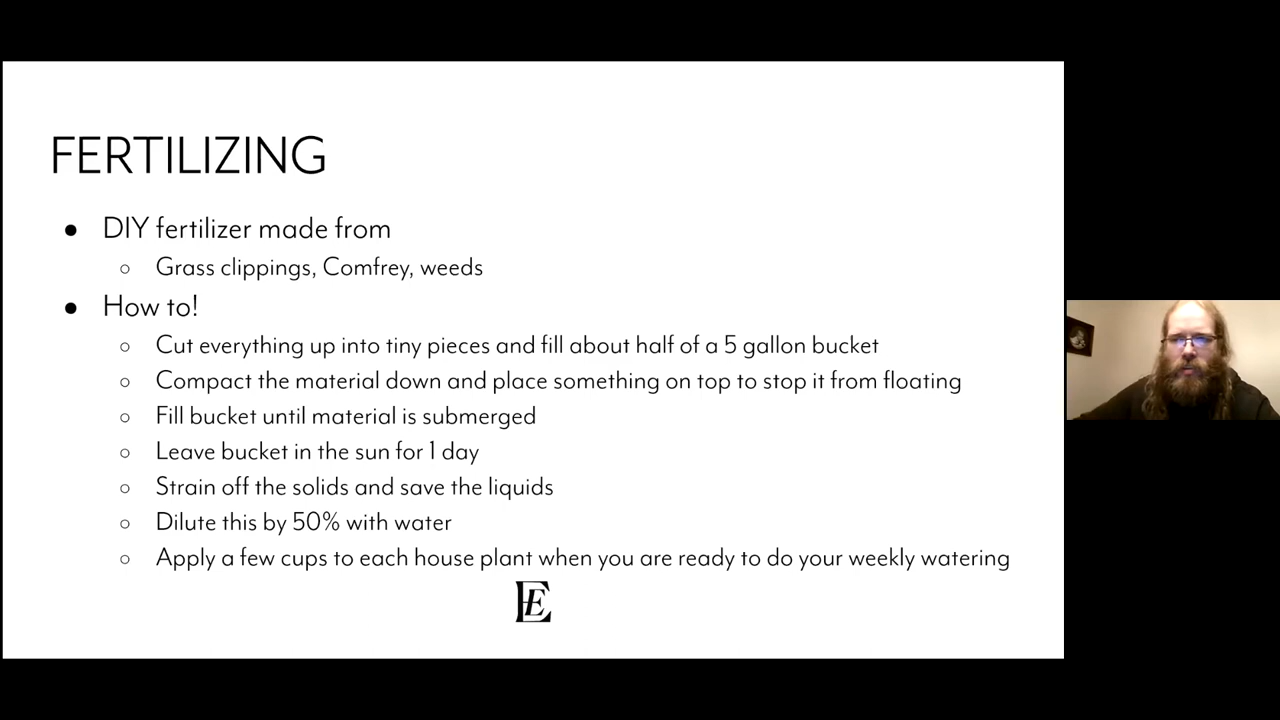 FERTILIZING
● DIY fertilizer made from
○ Grass clippings, Comfrey, weeds
● How to!
○ Cut everything up into tiny pieces and fill about half of a 5 gallon bucket
○ Compact the material down and place something on top to stop it from floating
○ Fill bucket until material is submerged
○ Leave bucket in the sun for 1 day
○ Strain off the solids and save the liquids
○ Dilute this by 50% with water
○ Apply a few cups to each house plant when you are ready to do your weekly watering